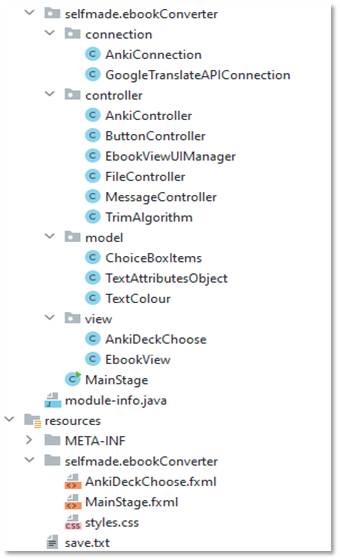 selfmade.ebookConverter
connection
AnkiConnection
GoogleTranslateAPIConnection
controller
AnkiController
ButtonController
EbookViewUIManager
FileController
MessageController
TrimAlgorithm
model
ChoiceBoxItems
TextAttributesObject
TextColour
view
AnkiDeckChoose
EbookView
MainStage
module-info.java
resources
META-INF
selfmade.ebookConverter
AnkiDeckChoose.fxml
MainStage.fxml
styles.css
save.txt